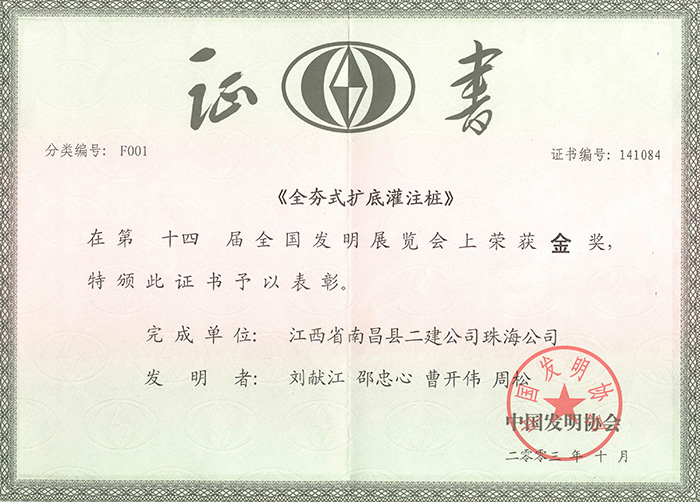 证书
分类编号: F001
证书编号: 141084
《全夯式扩底灌注桩》
在第 十四 届全国发明展览会上荣获金奖,
特颁此证书予以表彰。
完成单位: 江西省南昌县二建公司珠海公司
发明者: 刘献江 邵忠心 曹开伟 周松
中国发明协会
中国发明协会
二零零三年十月